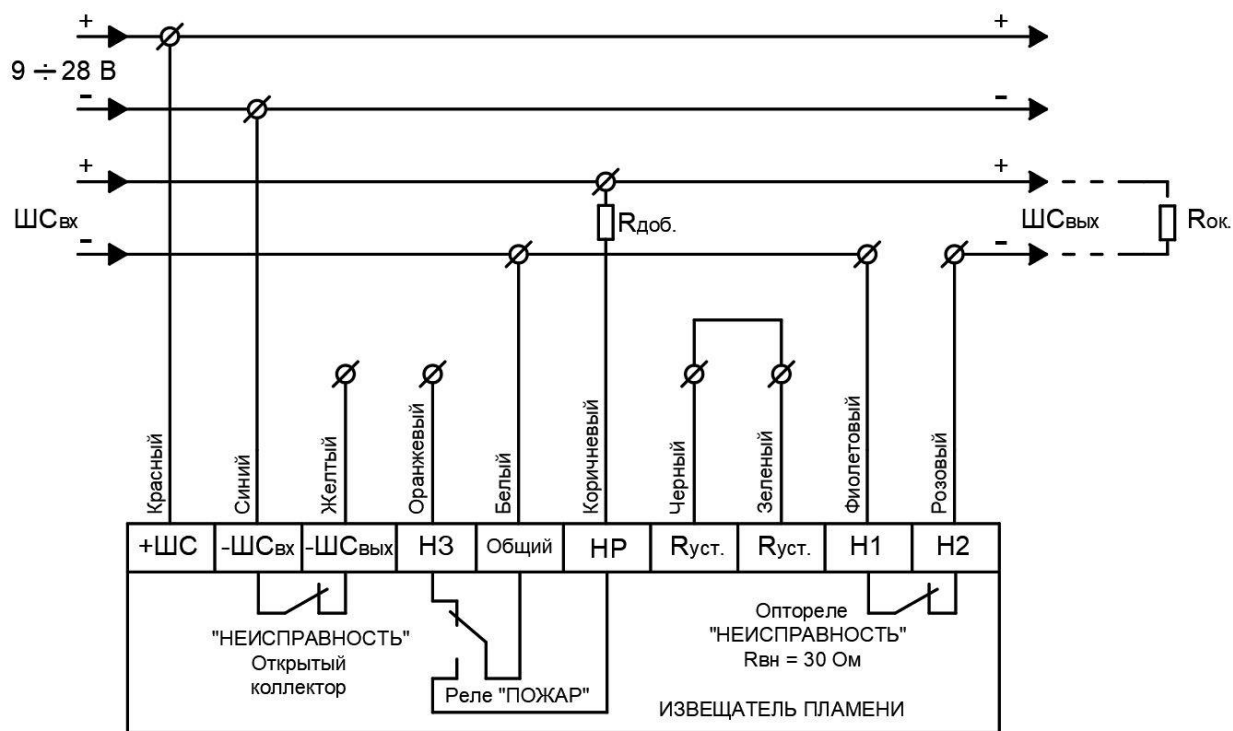 + +
9 ÷ 28 В
- -
+ +
ШСвх Rдоб. ШСвых Rок.
- -
Красный
Синий
Желтый
Оранжевый
Белый
Коричневый
Черный
Зеленый
Фиолетовый
Розовый
+ШС -ШСвх -ШСвых НЗ Общий НР Rуст. Rуст. Н1 Н2
"НЕИСПРАВНОСТЬ"
Открытый
коллектор
Реле "ПОЖАР"
Оптореле
"НЕИСПРАВНОСТЬ"
Rвн = 30 Ом
ИЗВЕЩАТЕЛЬ ПЛАМЕНИ